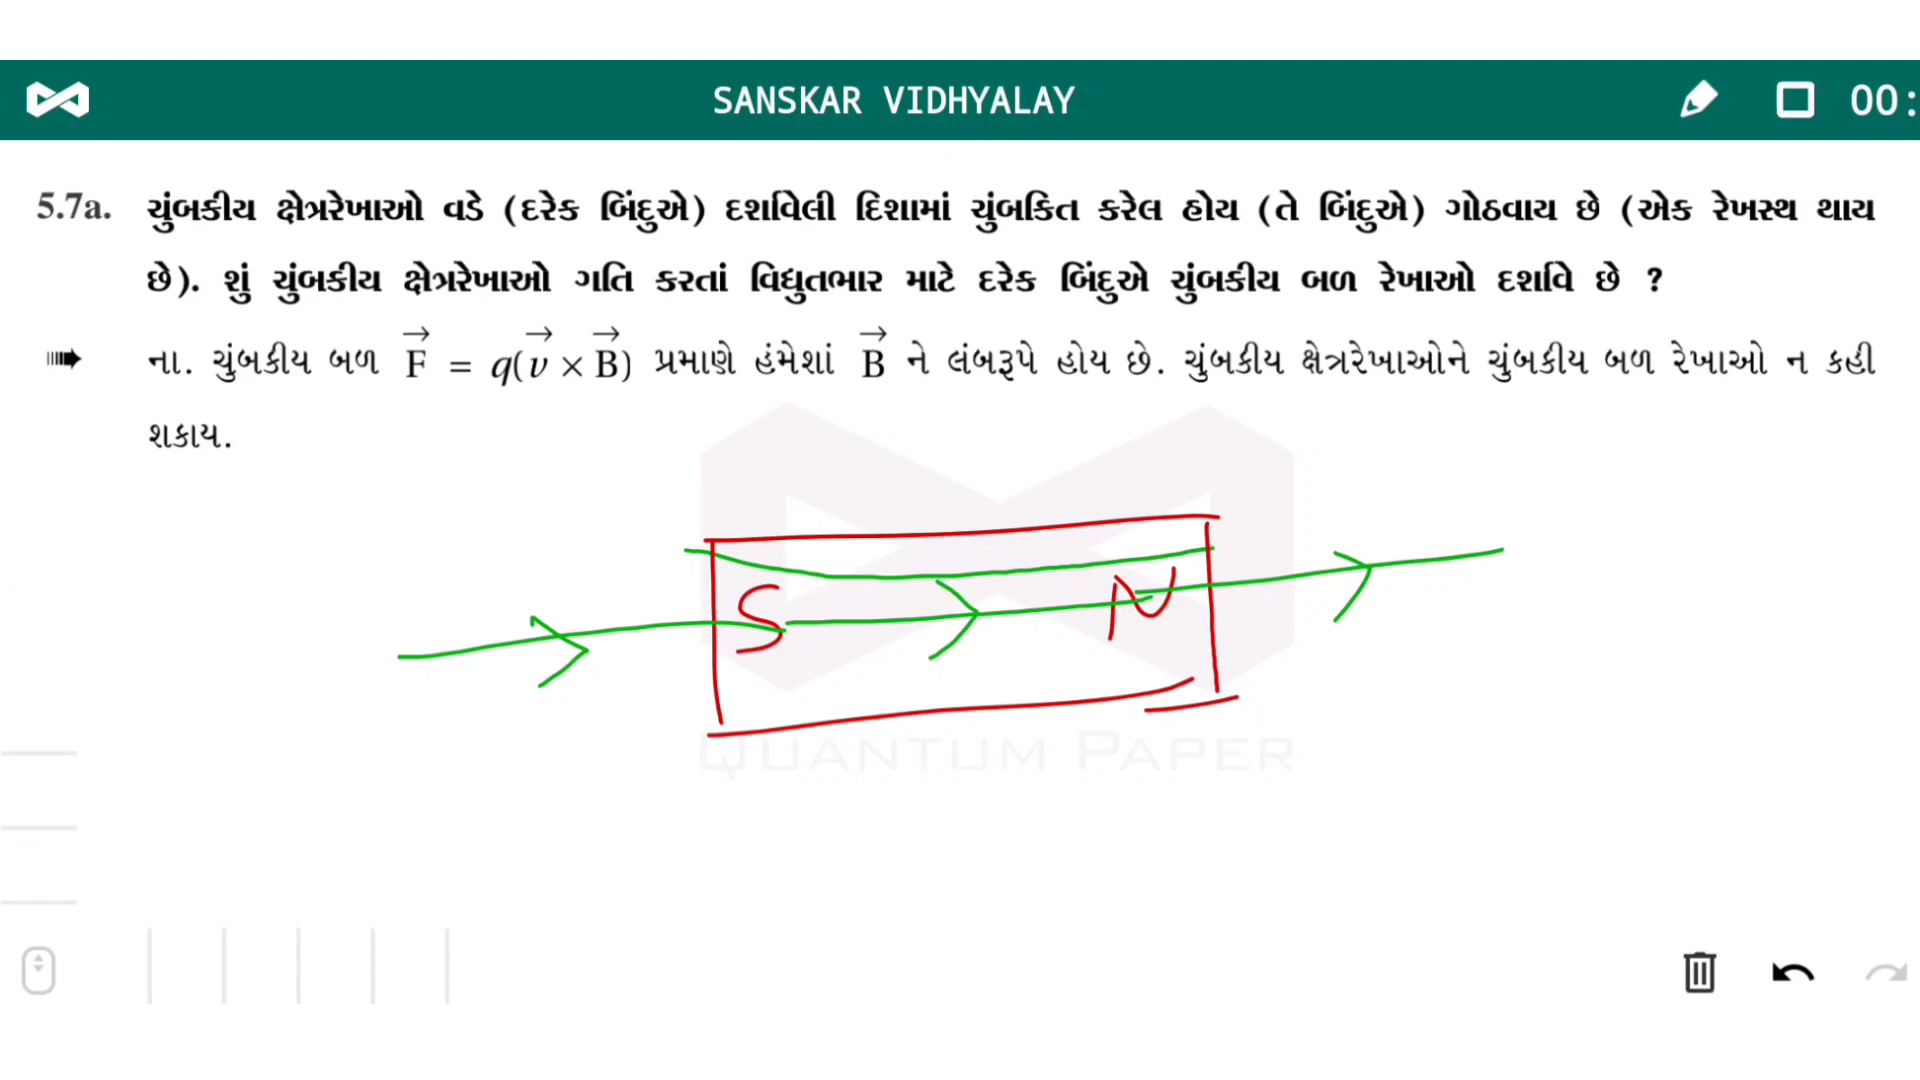 SANSKAR VIDHYALAY
00:
5.7a. ચુંબકીય ક્ષેત્રરેખાઓ વડે (દરેક બિંદુએ) દર્શાવેલી દિશામાં ચુંબકિત કરેલ હોય (તે બિંદુએ) ગોઠવાય છે (એક રેખસ્થ થાય
છે). શું ચુંબકીય ક્ષેત્રરેખાઓ ગતિ કરતાં વિદ્યુતભાર માટે દરેક બિંદુએ ચુંબકીય બળ રેખાઓ દર્શાવે છે ?
ના. ચુંબકીય બળ F⃗ = q(v⃗ × B⃗) પ્રમાણે હંમેશાં B⃗ ને લંબરૂપે હોય છે. ચુંબકીય ક્ષેત્રરેખાઓને ચુંબકીય બળ રેખાઓ ન કહી
શકાય.
S N
QUANTUM PAPER